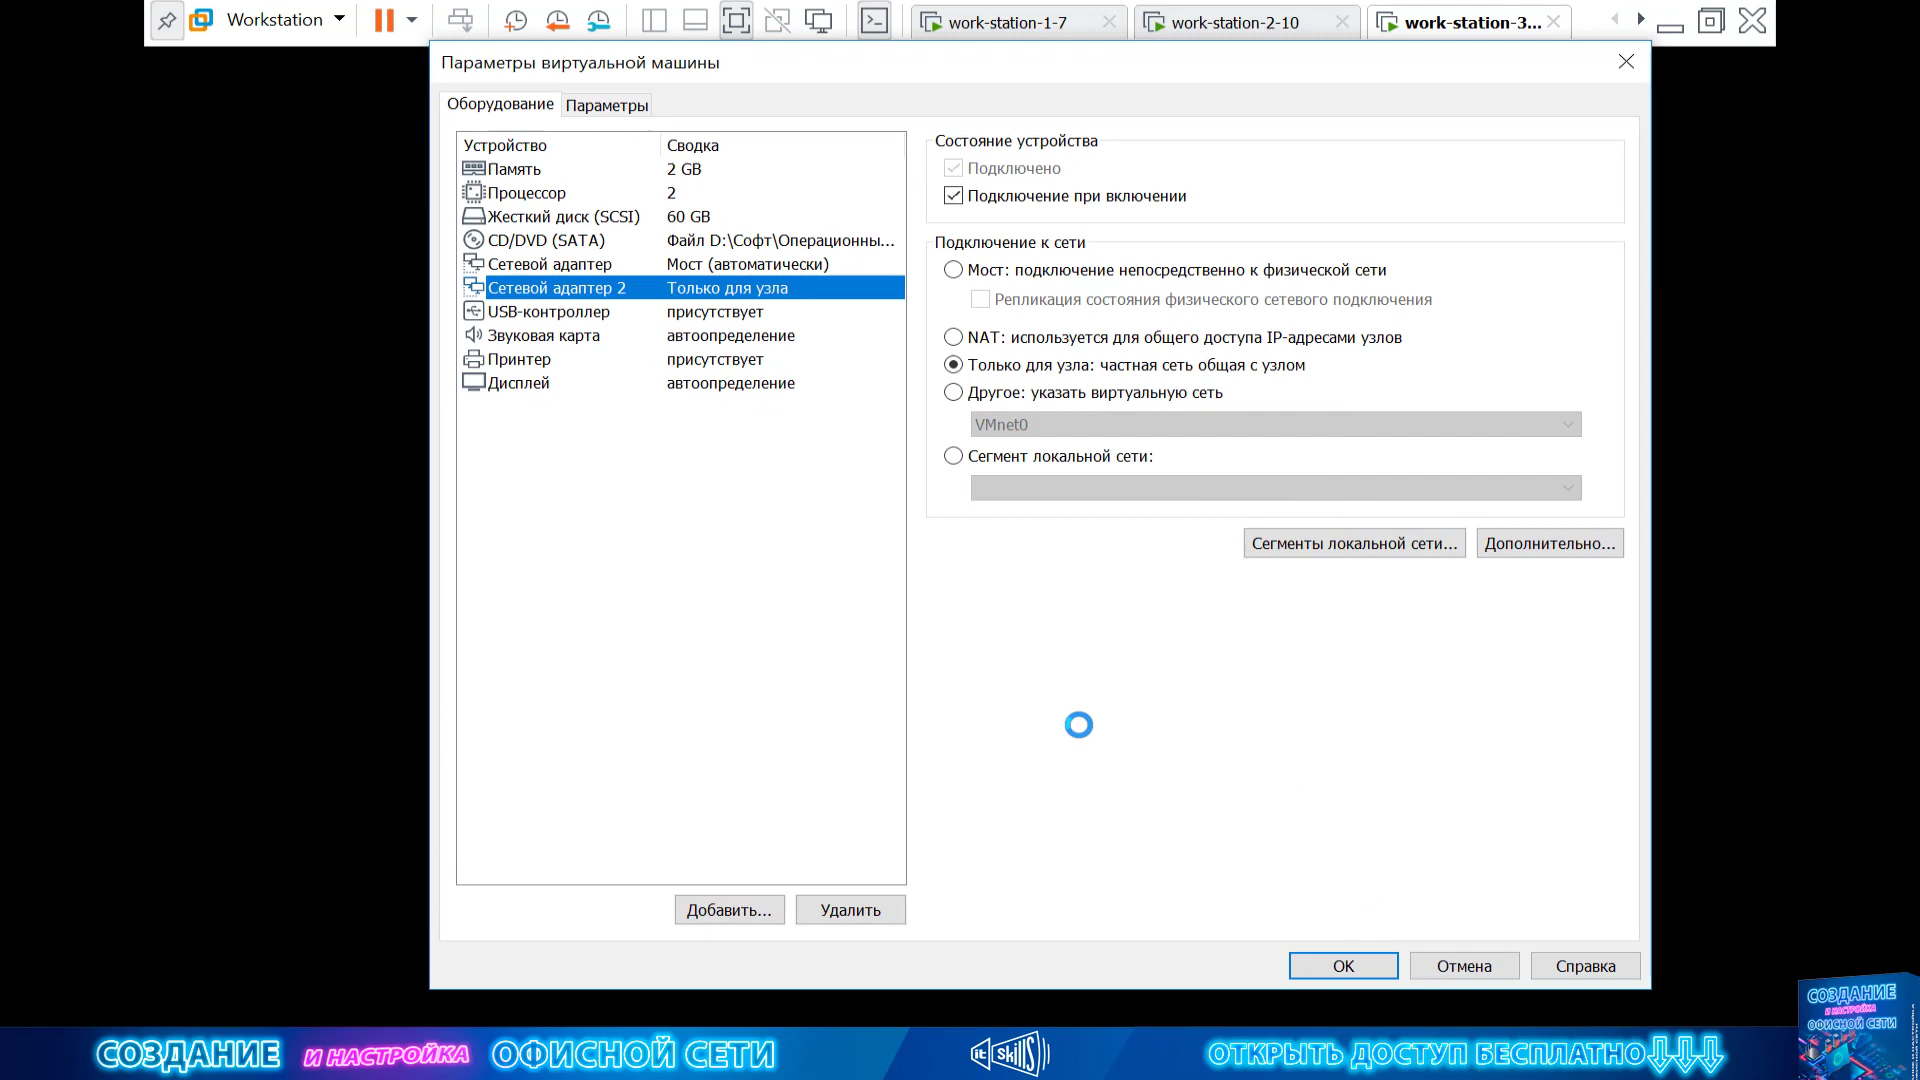 Workstation
work-station-1-7
work-station-2-10
work-station-3...
Параметры виртуальной машины
Оборудование
Параметры
Устройство Сводка
Память 2 GB
Процессор 2
Жесткий диск (SCSI) 60 GB
CD/DVD (SATA) Файл D:\Софт\Операционны...
Сетевой адаптер Мост (автоматически)
Сетевой адаптер 2 Только для узла
USB-контроллер присутствует
Звуковая карта автоопределение
Принтер присутствует
Дисплей автоопределение
Добавить...
Удалить
Состояние устройства
Подключено
Подключение при включении
Подключение к сети
Мост: подключение непосредственно к физической сети
Репликация состояния физического сетевого подключения
NAT: используется для общего доступа IP-адресами узлов
Только для узла: частная сеть общая с узлом
Другое: указать виртуальную сеть
VMnet0
Сегмент локальной сети:
Сегменты локальной сети...
Дополнительно...
OK
Отмена
Справка
СОЗДАНИЕ И НАСТРОЙКА ОФИСНОЙ СЕТИ
it skills
ОТКРЫТЬ ДОСТУП БЕСПЛАТНО
СОЗДАНИЕ
И НАСТРОЙКА
ОФИСНОЙ СЕТИ